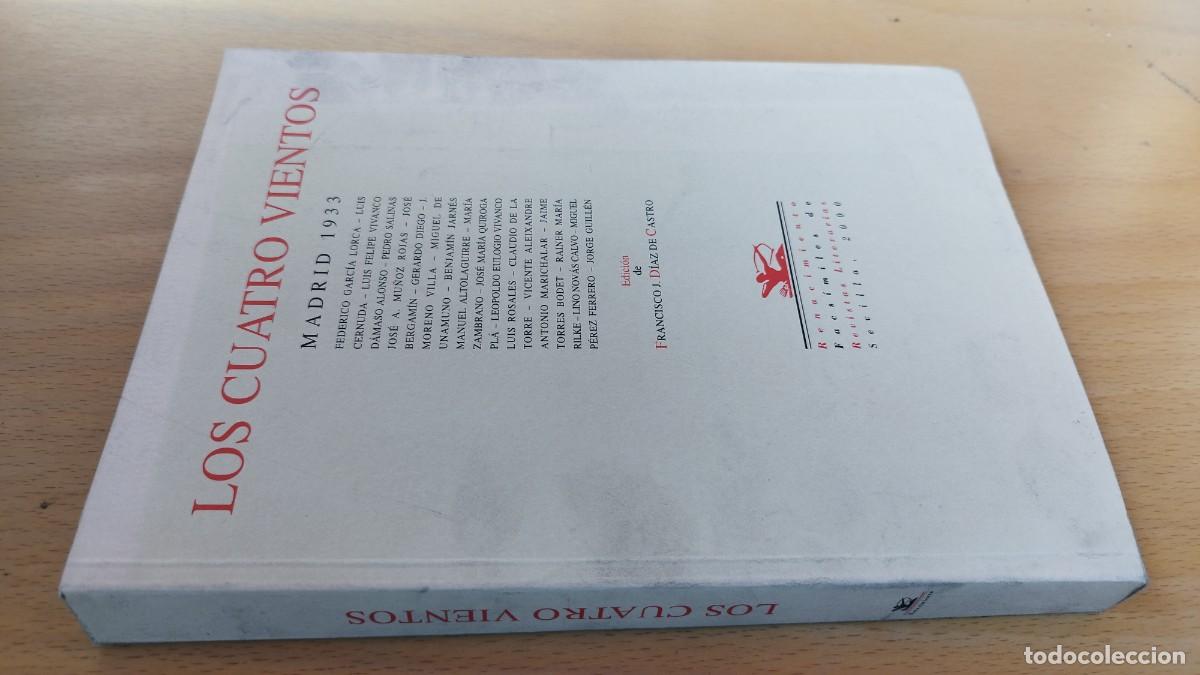 LOS CUATRO VIENTOS
MADRID 1933
FEDERICO GARCÍA LORCA – LUIS
CERNUDA – LUIS FELIPE VIVANCO
DÁMASO ALONSO – PEDRO SALINAS
JOSÉ A. MUÑOZ ROJAS – JOSÉ
BERGAMÍN – GERARDO DIEGO – J.
MORENO VILLA – MIGUEL DE
UNAMUNO – BENJAMÍN JARNÉS
MANUEL ALTOLAGUIRRE – MARÍA
ZAMBRANO – JOSÉ MARÍA QUIROGA
PLÁ – LEOPOLDO EULOGIO VIVANCO
LUIS ROSALES – CLAUDIO DE LA
TORRE – VICENTE ALEIXANDRE
ANTONIO MARICHALAR – JAIME
TORRES BODET – RAINER MARÍA
RILKE – LINO NOVÁS CALVO – MIGUEL
PÉREZ FERRERO – JORGE GUILLÉN
Edición
de
FRANCISCO J. DÍAZ DE CASTRO
Renacimiento
Facsímiles de
Revistas Literarias
Sevilla, 2000
LOS CUATRO VIENTOS
todocoleccion